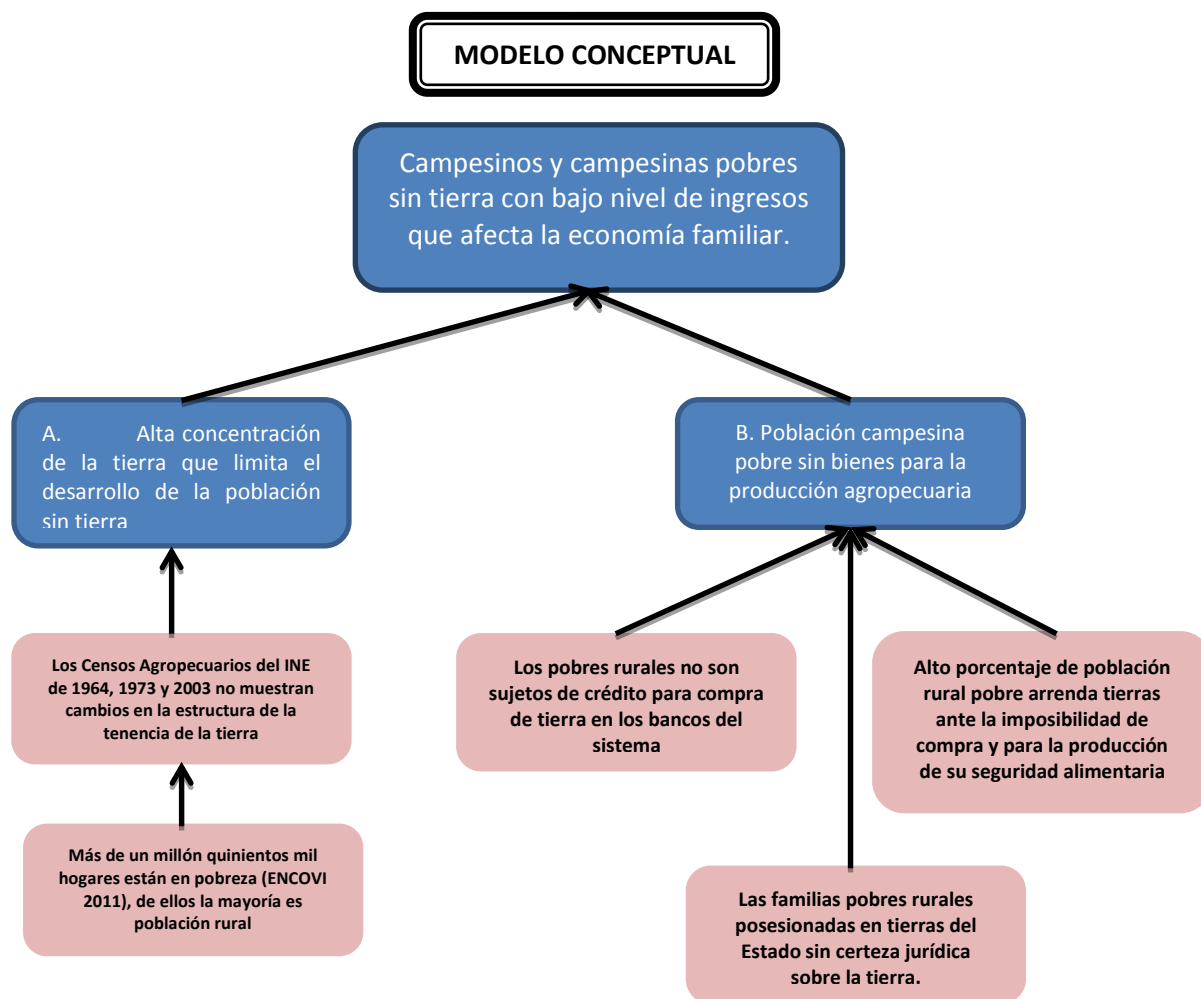 MODELO CONCEPTUAL
Campesinos y campesinas pobres
sin tierra con bajo nivel de ingresos
que afecta la economía familiar.
A. Alta concentración
de la tierra que limita el
desarrollo de la población
sin tierra
B. Población campesina
pobre sin bienes para la
producción agropecuaria
Los Censos Agropecuarios del INE
de 1964, 1973 y 2003 no muestran
cambios en la estructura de la
tenencia de la tierra
Los pobres rurales no son
sujetos de crédito para compra
de tierra en los bancos del
sistema
Alto porcentaje de población
rural pobre arrenda tierras
ante la imposibilidad de
compra y para la producción
de su seguridad alimentaria
Más de un millón quinientos mil
hogares están en pobreza (ENCOVI
2011), de ellos la mayoría es
población rural
Las familias pobres rurales
posesionadas en tierras del
Estado sin certeza jurídica
sobre la tierra.